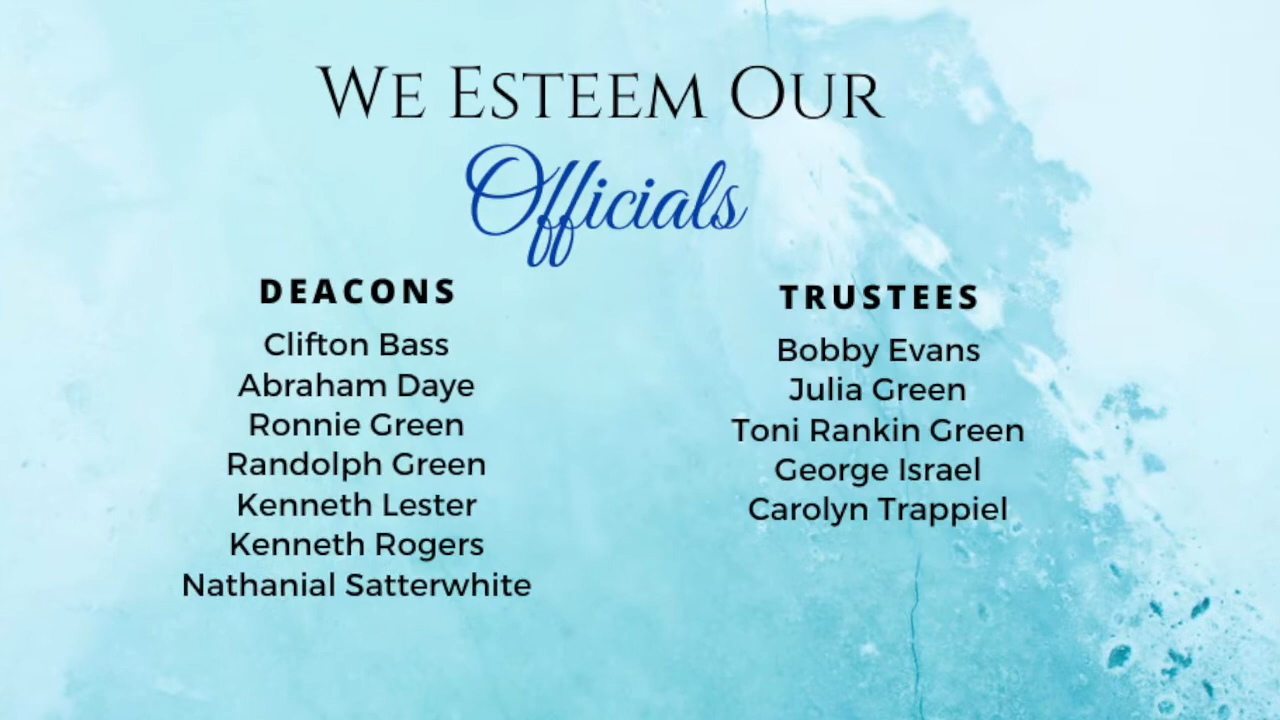 We Esteem Our
Officials
DEACONS
Clifton Bass
Abraham Daye
Ronnie Green
Randolph Green
Kenneth Lester
Kenneth Rogers
Nathanial Satterwhite
TRUSTEES
Bobby Evans
Julia Green
Toni Rankin Green
George Israel
Carolyn Trappiel